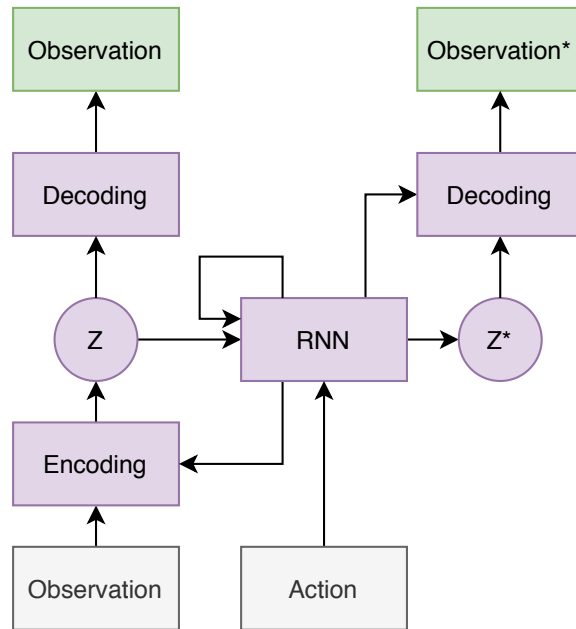 Observation
Observation*
Decoding
Decoding
Z
RNN
Z*
Encoding
Observation
Action